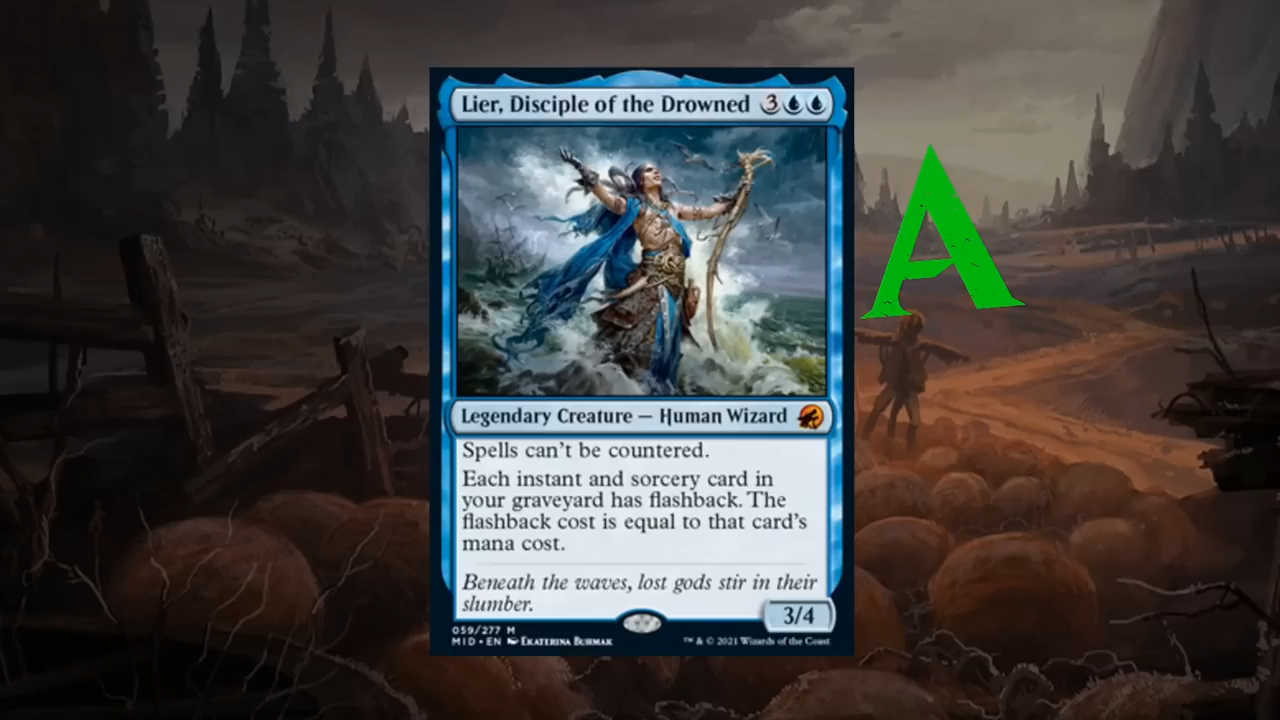 Lier, Disciple of the Drowned 3
A
Legendary Creature — Human Wizard
Spells can't be countered.
Each instant and sorcery card in
your graveyard has flashback. The
flashback cost is equal to that card's
mana cost.
Beneath the waves, lost gods stir in their
slumber.
3/4
059/277 M
MID • EN EKATERINA BURMAK
™ & © 2021 Wizards of the Coast